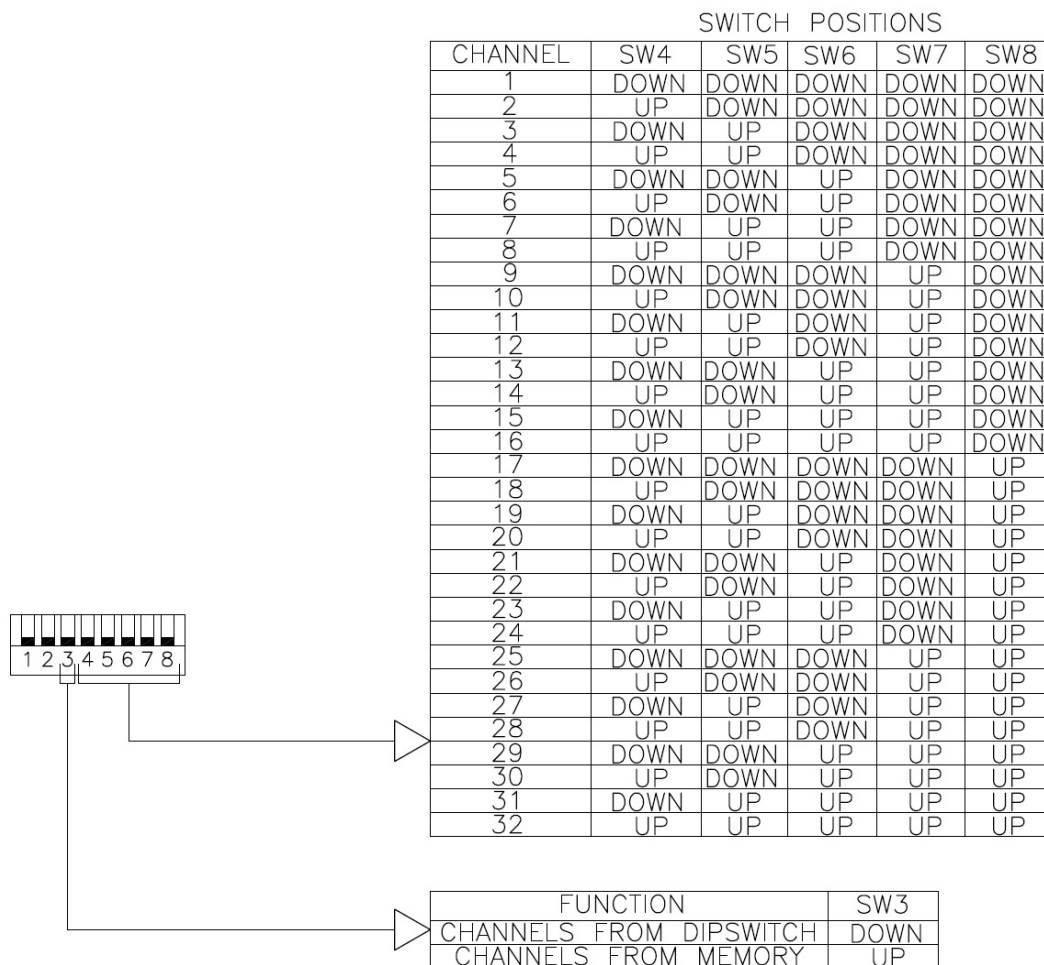 SWITCH POSITIONS
CHANNEL SW4 SW5 SW6 SW7 SW8
1 DOWN DOWN DOWN DOWN DOWN
2 UP DOWN DOWN DOWN DOWN
3 DOWN UP DOWN DOWN DOWN
4 UP UP DOWN DOWN DOWN
5 DOWN DOWN UP DOWN DOWN
6 UP DOWN UP DOWN DOWN
7 DOWN UP UP DOWN DOWN
8 UP UP UP DOWN DOWN
9 DOWN DOWN DOWN UP DOWN
10 UP DOWN DOWN UP DOWN
11 DOWN UP DOWN UP DOWN
12 UP UP DOWN UP DOWN
13 DOWN DOWN UP UP DOWN
14 UP DOWN UP UP DOWN
15 DOWN UP UP UP DOWN
16 UP UP UP UP DOWN
17 DOWN DOWN DOWN DOWN UP
18 UP DOWN DOWN DOWN UP
19 DOWN UP DOWN DOWN UP
20 UP UP DOWN DOWN UP
21 DOWN DOWN UP DOWN UP
22 UP DOWN UP DOWN UP
23 DOWN UP UP DOWN UP
24 UP UP UP DOWN UP
25 DOWN DOWN DOWN UP UP
26 UP DOWN DOWN UP UP
27 DOWN UP DOWN UP UP
28 UP UP DOWN UP UP
29 DOWN DOWN UP UP UP
30 UP DOWN UP UP UP
31 DOWN UP UP UP UP
32 UP UP UP UP UP
1 2 3 4 5 6 7 8
FUNCTION SW3
CHANNELS FROM DIPSWITCH DOWN
CHANNELS FROM MEMORY UP